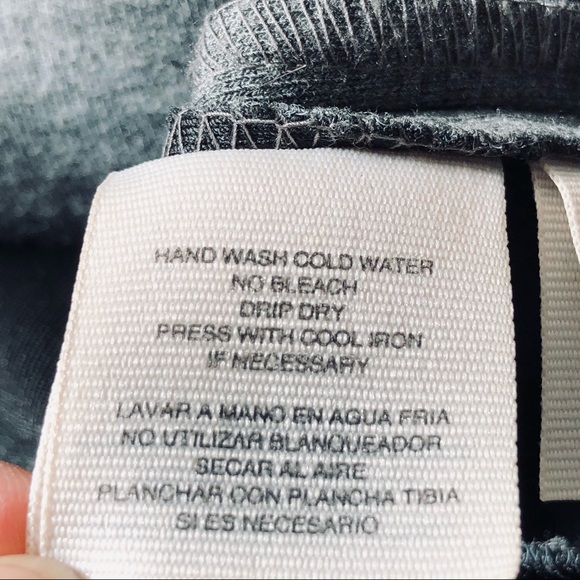 HAND WASH COLD WATER
NO BLEACH
DRIP DRY
PRESS WITH COOL IRON
IF NECESSARY
LAVAR A MANO EN AGUA FRIA
NO UTILIZAR BLANQUEADOR
SECAR AL AIRE
PLANCHAR CON PLANCHA TIBIA
SI ES NECESARIO